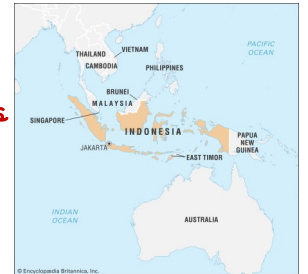 THAILAND
VIETNAM
CAMBODIA
PHILIPPINES
PACIFIC
OCEAN
BRUNEI
MALAYSIA
SINGAPORE
INDONESIA
JAKARTA
PAPUA
NEW
GUINEA
EAST TIMOR
INDIAN
OCEAN
AUSTRALIA
© Encyclopædia Britannica, Inc.